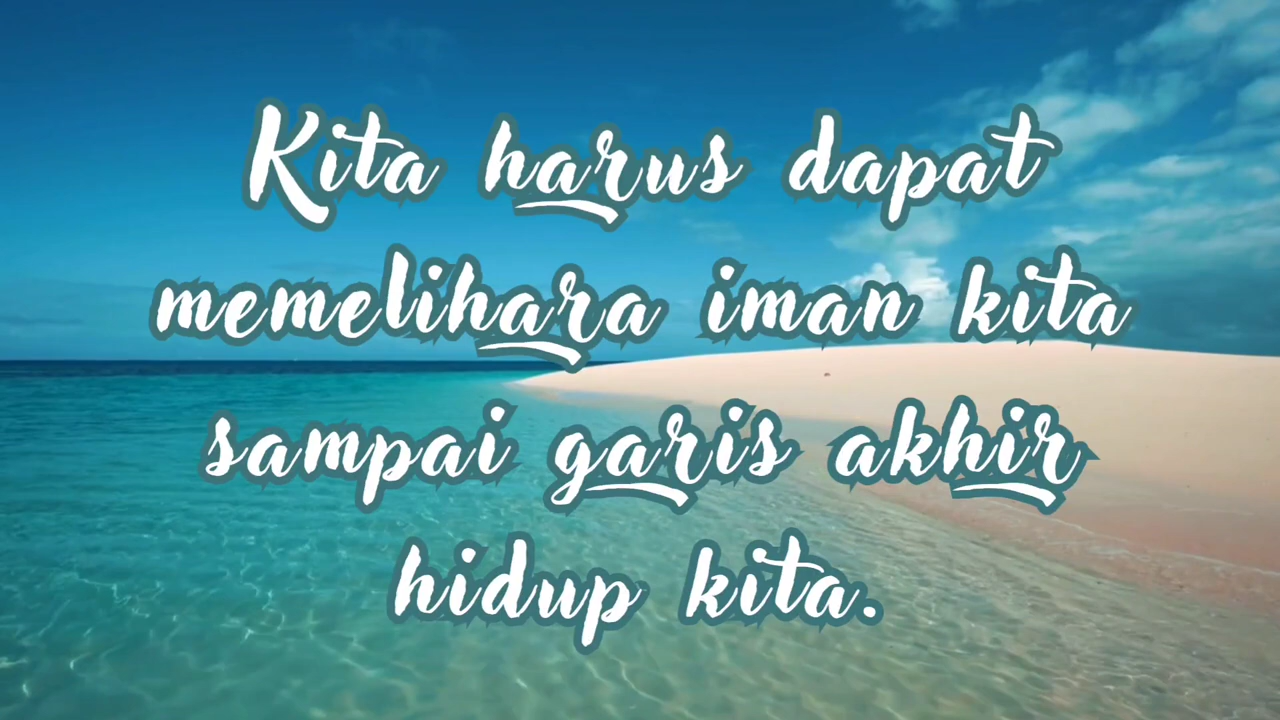 Kita harus dapat
memelihara iman kita
sampai garis akhir
hidup kita.